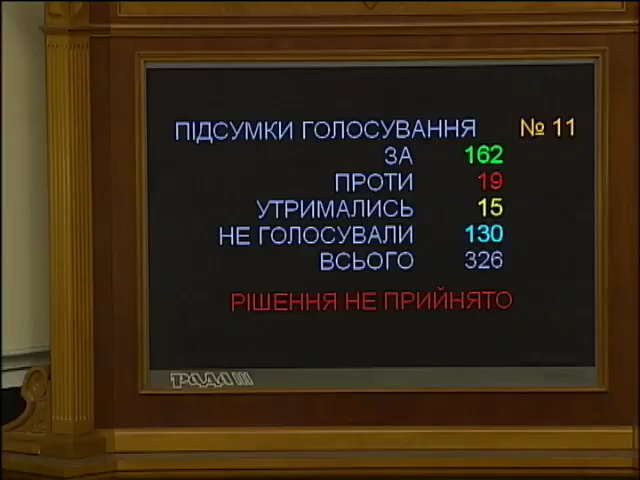 ПІДСУМКИ ГОЛОСУВАННЯ № 11
ЗА 162
ПРОТИ 19
УТРИМАЛИСЬ 15
НЕ ГОЛОСУВАЛИ 130
ВСЬОГО 326
РІШЕННЯ НЕ ПРИЙНЯТО
РАДА